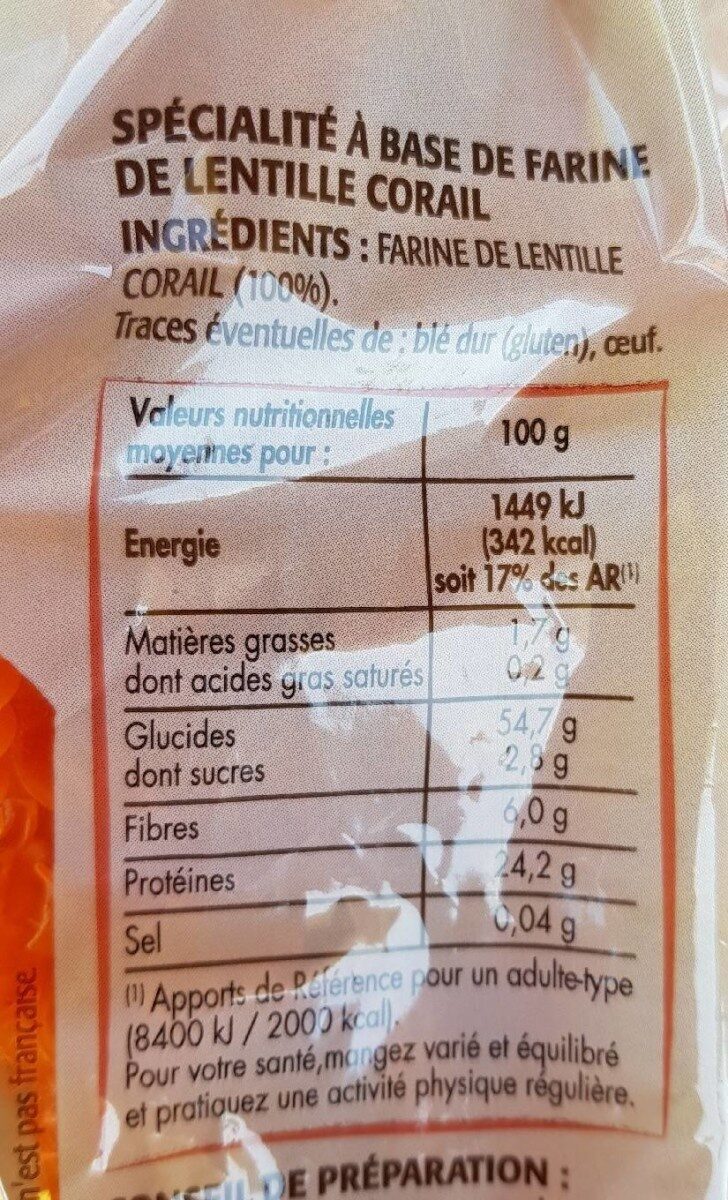 SPÉCIALITÉ À BASE DE FARINE
DE LENTILLE CORAIL
INGRÉDIENTS : FARINE DE LENTILLE
CORAIL (100%).
Traces éventuelles de : blé dur (gluten), œuf.
Valeurs nutritionnelles
moyennes pour :
100 g
Energie
1449 kJ
(342 kcal)
soit 17% des AR(1)
Matières grasses 1,7 g
dont acides gras saturés 0,2 g
Glucides 54,7 g
dont sucres 2,8 g
Fibres 6,0 g
Protéines 24,2 g
Sel 0,04 g
(1) Apports de Référence pour un adulte-type
(8400 kJ / 2000 kcal).
Pour votre santé, mangez varié et équilibré
et pratiquez une activité physique régulière.
CONSEIL DE PRÉPARATION :
n'est pas française